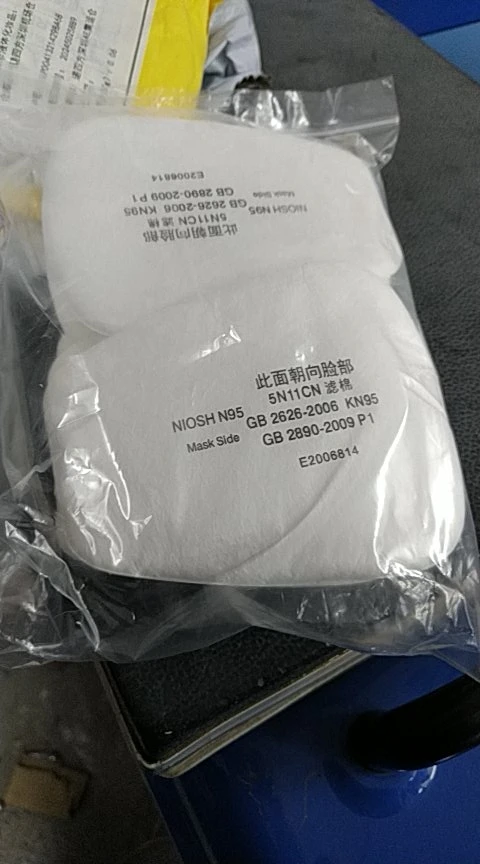 E2006814
GB 2890-2009 P1
Mask Side
NIOSH N95 GB 2626-2006 KN95
5N11CN 滤棉
此面朝向脸部
此面朝向脸部
5N11CN 滤棉
NIOSH N95 GB 2626-2006 KN95
Mask Side GB 2890-2009 P1
E2006814